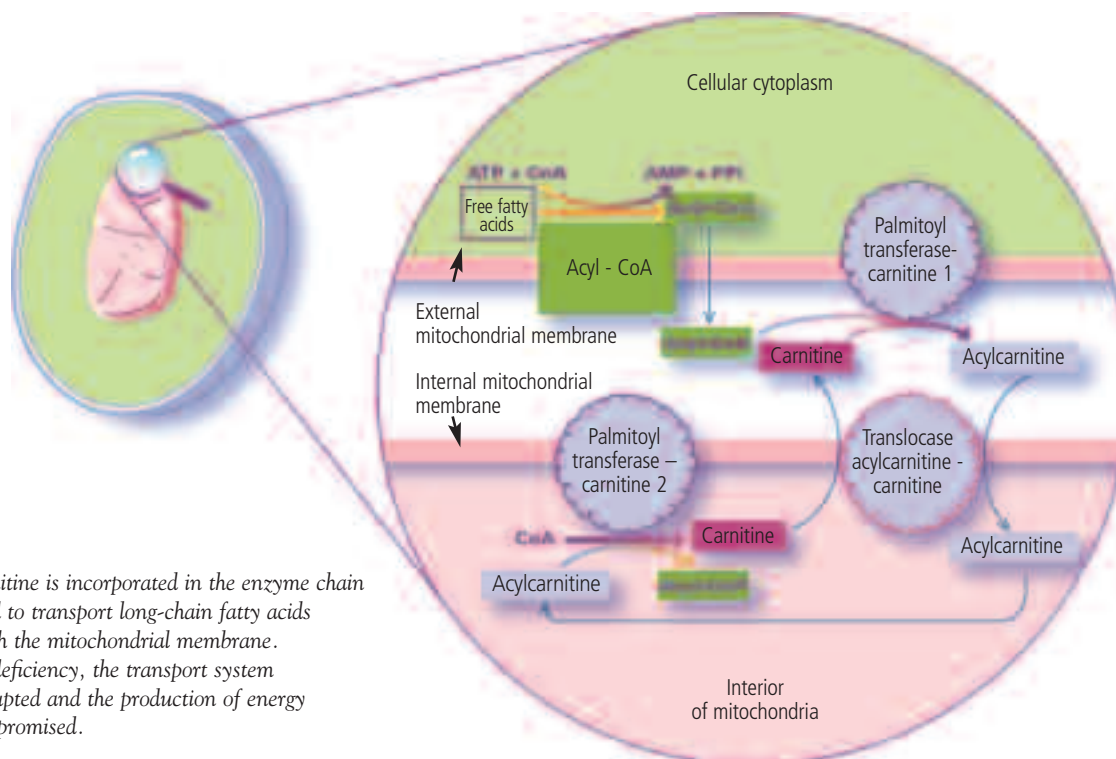 Cellular cytoplasm
ATP + CoA
AMP + PPi
Free fatty
acids
Acyl - CoA
Palmitoyl
transferase-
carnitine 1
External
mitochondrial membrane
Carnitine
Acylcarnitine
Internal mitochondrial
membrane
Palmitoyl
transferase –
carnitine 2
Translocase
acylcarnitine -
carnitine
CoA
Carnitine
Acylcarnitine
Acylcarnitine
Interior
of mitochondria
is incorporated in the enzyme chain
to transport long-chain fatty acids
the mitochondrial membrane.
deficiency, the transport system
and the production of energy